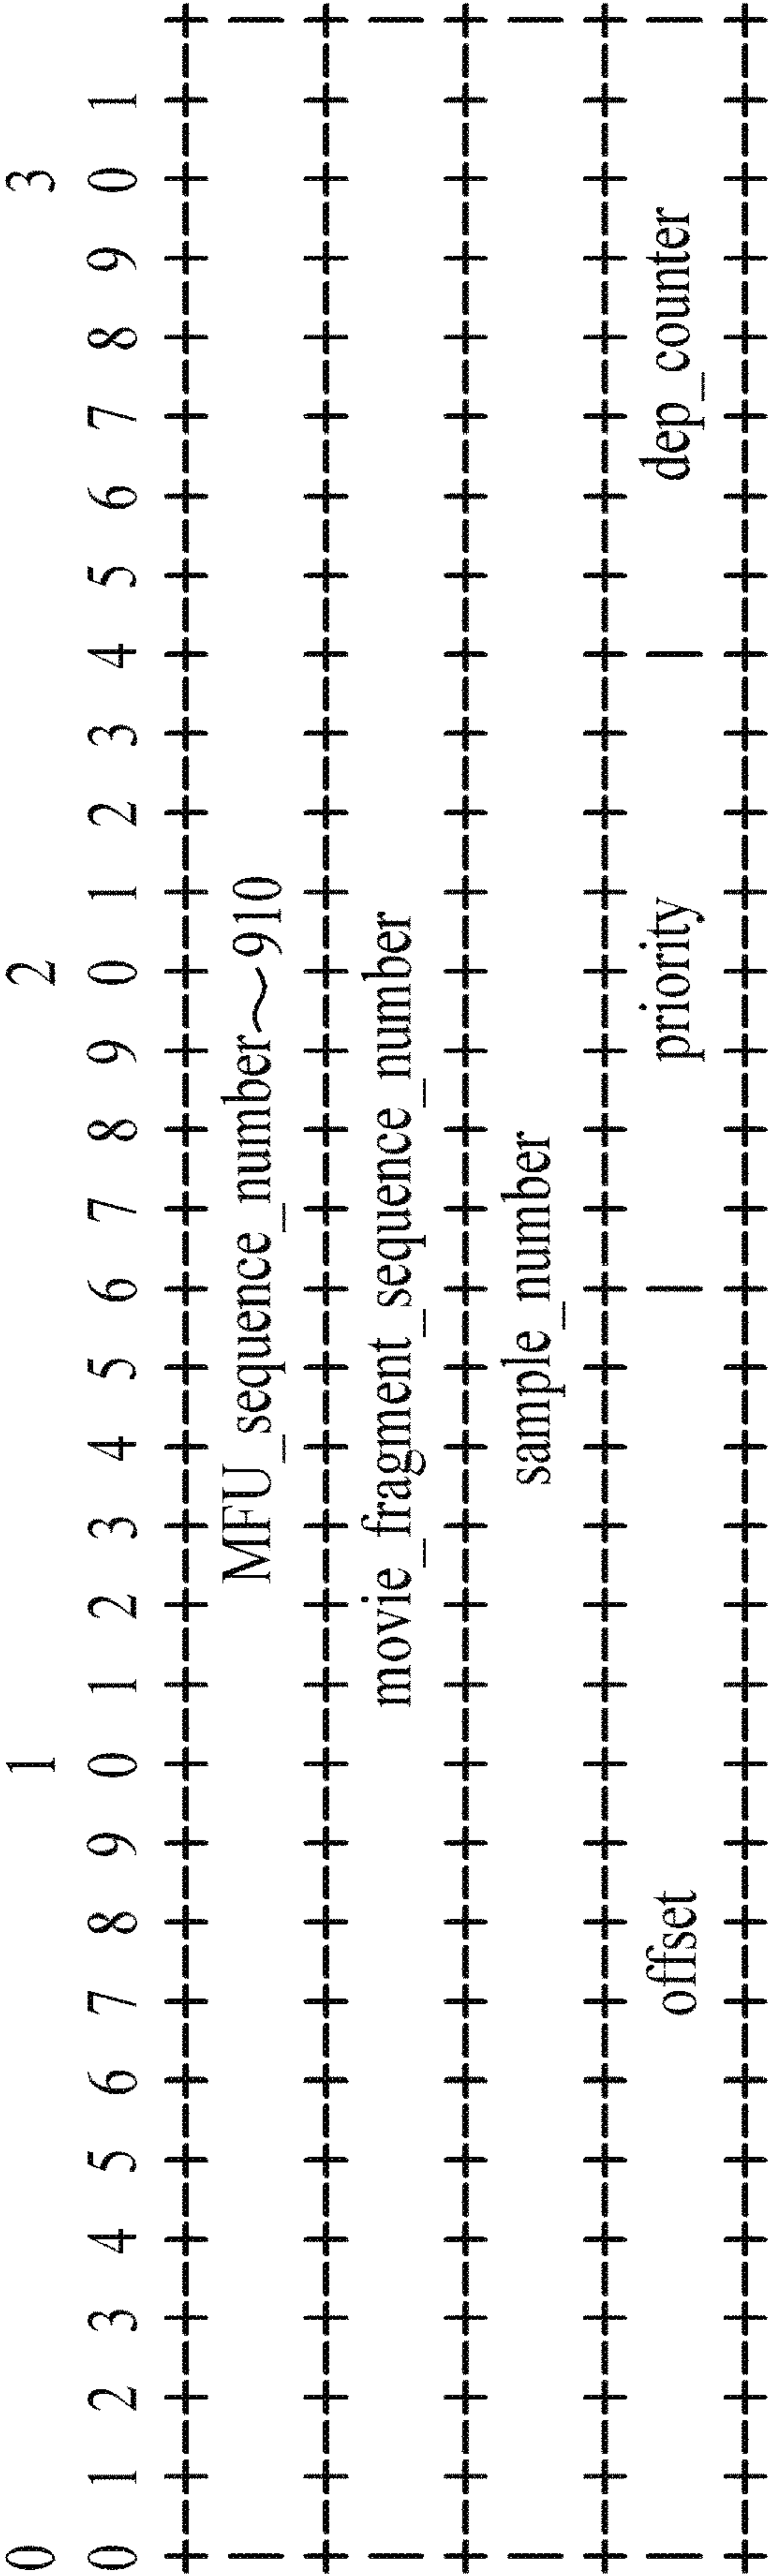 0 1 2 3
0 1 2 3 4 5 6 7 8 9 0 1 2 3 4 5 6 7 8 9 0 1 2 3 4 5 6 7 8 9 0 1
+-+-+-+-+-+-+-+-+-+-+-+-+-+-+-+-+-+-+-+-+-+-+-+-+-+-+-+-+-+-+-+-+
| MFU_sequence_number~910 |
+-+-+-+-+-+-+-+-+-+-+-+-+-+-+-+-+-+-+-+-+-+-+-+-+-+-+-+-+-+-+-+-+
| movie_fragment_sequence_number |
+-+-+-+-+-+-+-+-+-+-+-+-+-+-+-+-+-+-+-+-+-+-+-+-+-+-+-+-+-+-+-+-+
| sample_number |
+-+-+-+-+-+-+-+-+-+-+-+-+-+-+-+-+-+-+-+-+-+-+-+-+-+-+-+-+-+-+-+-+
| offset | priority | dep_counter |
+-+-+-+-+-+-+-+-+-+-+-+-+-+-+-+-+-+-+-+-+-+-+-+-+-+-+-+-+-+-+-+-+